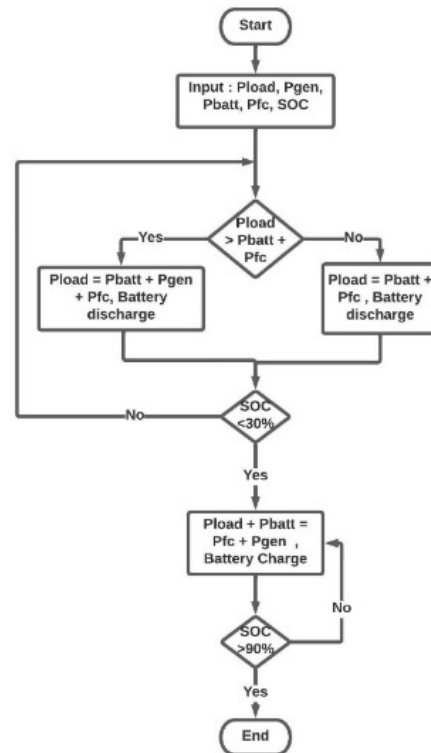 Start
Input : Pload, Pgen,
Pbatt, Pfc, SOC
Pload
> Pbatt +
Pfc
Yes
No
Pload = Pbatt + Pgen
+ Pfc, Battery
discharge
Pload = Pbatt +
Pfc , Battery
discharge
SOC
<30%
No
Yes
Pload + Pbatt =
Pfc + Pgen ,
Battery Charge
No
SOC
>90%
Yes
End